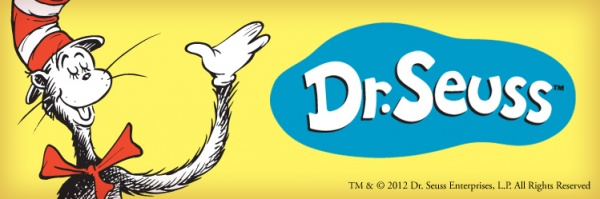 Dr. Seuss™
TM & © 2012 Dr. Seuss Enterprises, L.P. All Rights Reserved